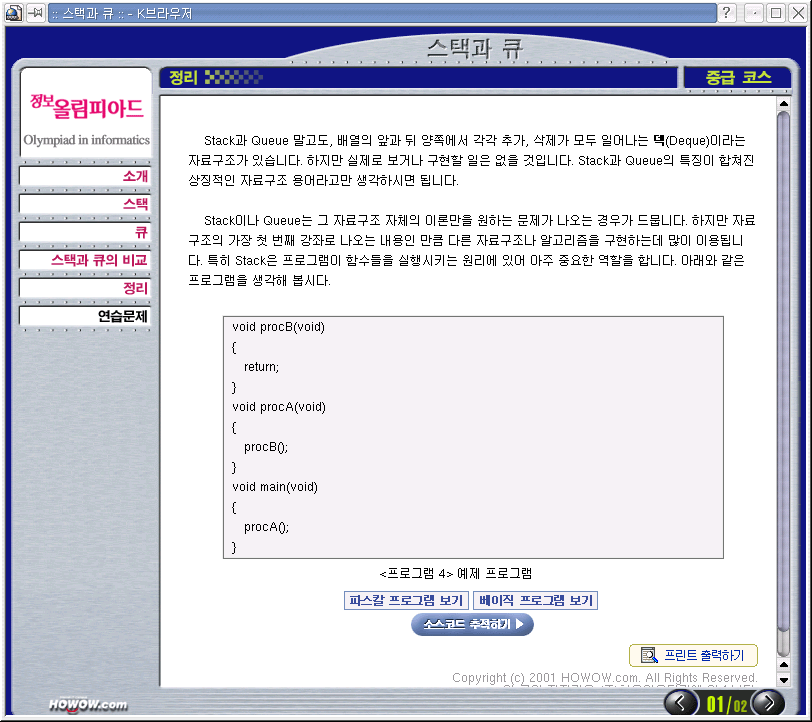 :: 스택과 큐 :: - K브라우저
스택과 큐
정보올림피아드
Olympiad in informatics
소개
스택
큐
스택과 큐의 비교
정리
연습문제
정리
중급 코스
Stack과 Queue 말고도, 배열의 앞과 뒤 양쪽에서 각각 추가, 삭제가 모두 일어나는 덱(Deque)이라는
자료구조가 있습니다. 하지만 실제로 보거나 구현할 일은 없을 것입니다. Stack과 Queue의 특징이 합쳐진
상징적인 자료구조 용어라고만 생각하시면 됩니다.
Stack이나 Queue는 그 자료구조 자체의 이론만을 원하는 문제가 나오는 경우가 드뭅니다. 하지만 자료
구조의 가장 첫 번째 강좌로 나오는 내용인 만큼 다른 자료구조나 알고리즘을 구현하는데 많이 이용됩니
다. 특히 Stack은 프로그램이 함수들을 실행시키는 원리에 있어 아주 중요한 역할을 합니다. 아래와 같은
프로그램을 생각해 봅시다.
void procB(void)
{
return;
}
void procA(void)
{
procB();
}
void main(void)
{
procA();
}
<프로그램 4> 예제 프로그램
파스칼 프로그램 보기
베이직 프로그램 보기
소스코드 추적하기
프린트 출력하기
Copyright (c) 2001 HOWOW.com. All Rights Reserved.
HOWOW.com
01/02